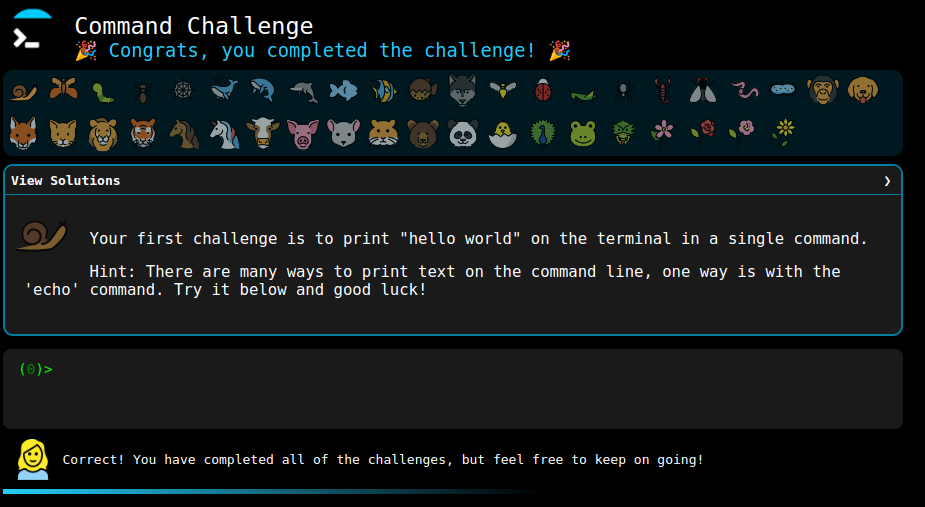 Command Challenge
🎉 Congrats, you completed the challenge! 🎉
View Solutions ❯
Your first challenge is to print "hello world" on the terminal in a single command.
Hint: There are many ways to print text on the command line, one way is with the
'echo' command. Try it below and good luck!
(0)>
Correct! You have completed all of the challenges, but feel free to keep on going!